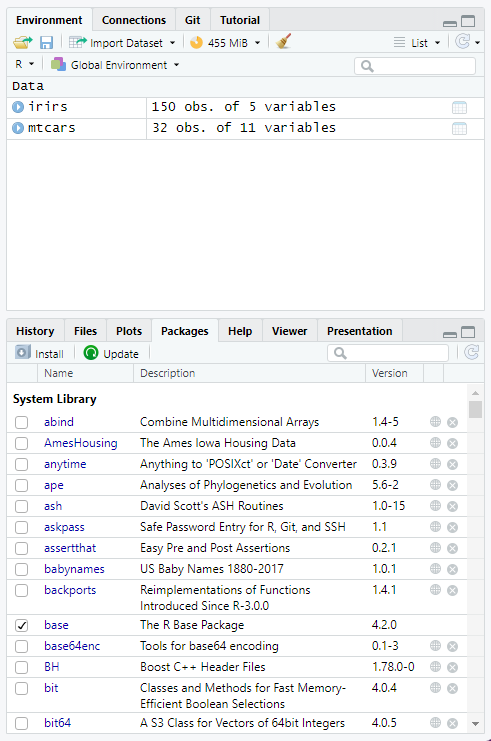 Environment Connections Git Tutorial
Import Dataset 455 MiB List
R Global Environment
Data
irirs 150 obs. of 5 variables
mtcars 32 obs. of 11 variables
History Files Plots Packages Help Viewer Presentation
Install Update
Name Description Version
System Library
abind Combine Multidimensional Arrays 1.4-5
AmesHousing The Ames Iowa Housing Data 0.0.4
anytime Anything to 'POSIXct' or 'Date' Converter 0.3.9
ape Analyses of Phylogenetics and Evolution 5.6-2
ash David Scott's ASH Routines 1.0-15
askpass Safe Password Entry for R, Git, and SSH 1.1
assertthat Easy Pre and Post Assertions 0.2.1
babynames US Baby Names 1880-2017 1.0.1
backports Reimplementations of Functions 1.4.1
Introduced Since R-3.0.0
base The R Base Package 4.2.0
base64enc Tools for base64 encoding 0.1-3
BH Boost C++ Header Files 1.78.0-0
bit Classes and Methods for Fast Memory- 4.0.4
Efficient Boolean Selections
bit64 A S3 Class for Vectors of 64bit Integers 4.0.5